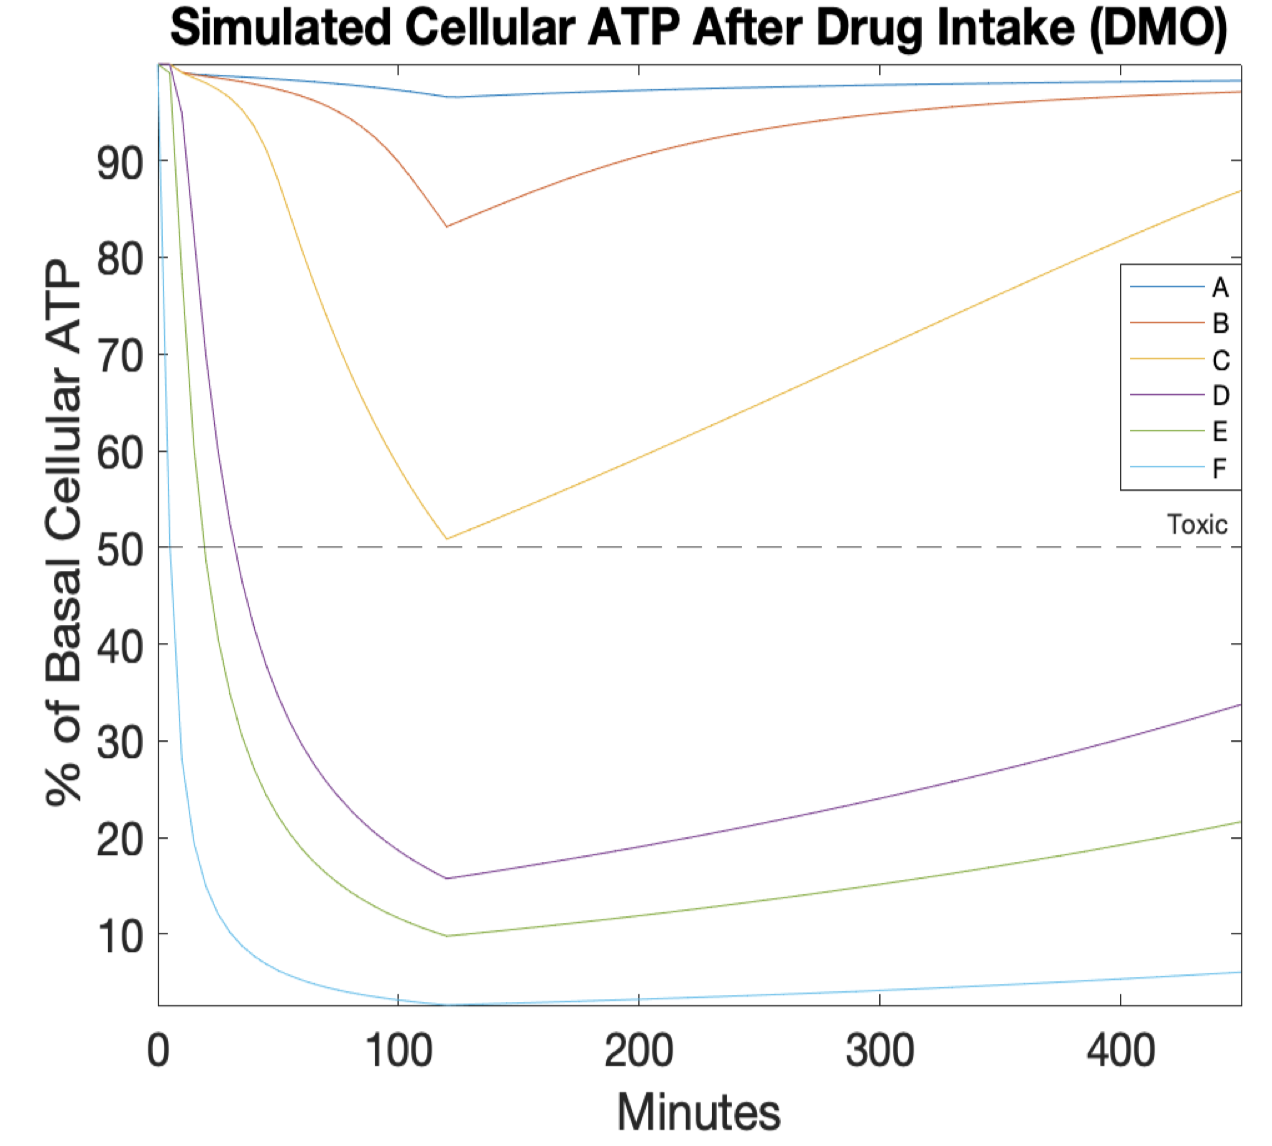 Simulated Cellular ATP After Drug Intake (DMO)
% of Basal Cellular ATP
90
80
70
60
50
40
30
20
10
A
B
C
D
E
F
Toxic
0 100 200 300 400
Minutes